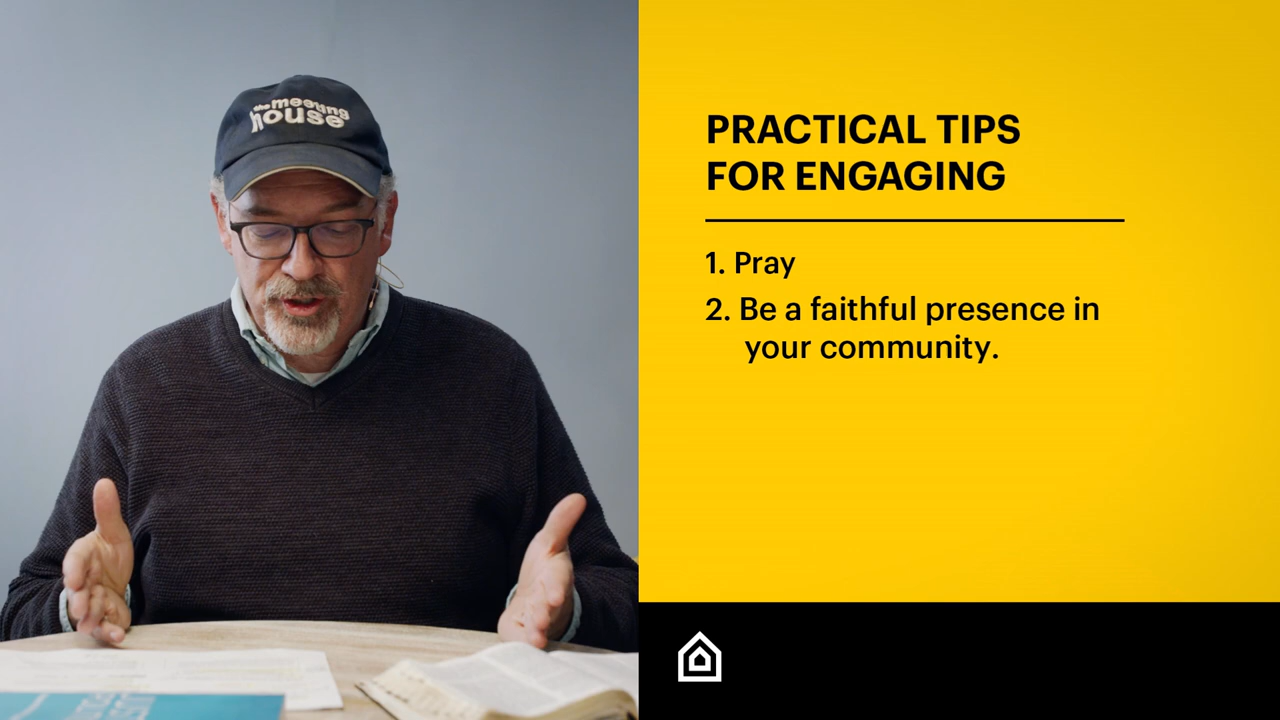 the meeting
house
PRACTICAL TIPS
FOR ENGAGING
1. Pray
2. Be a faithful presence in
your community.